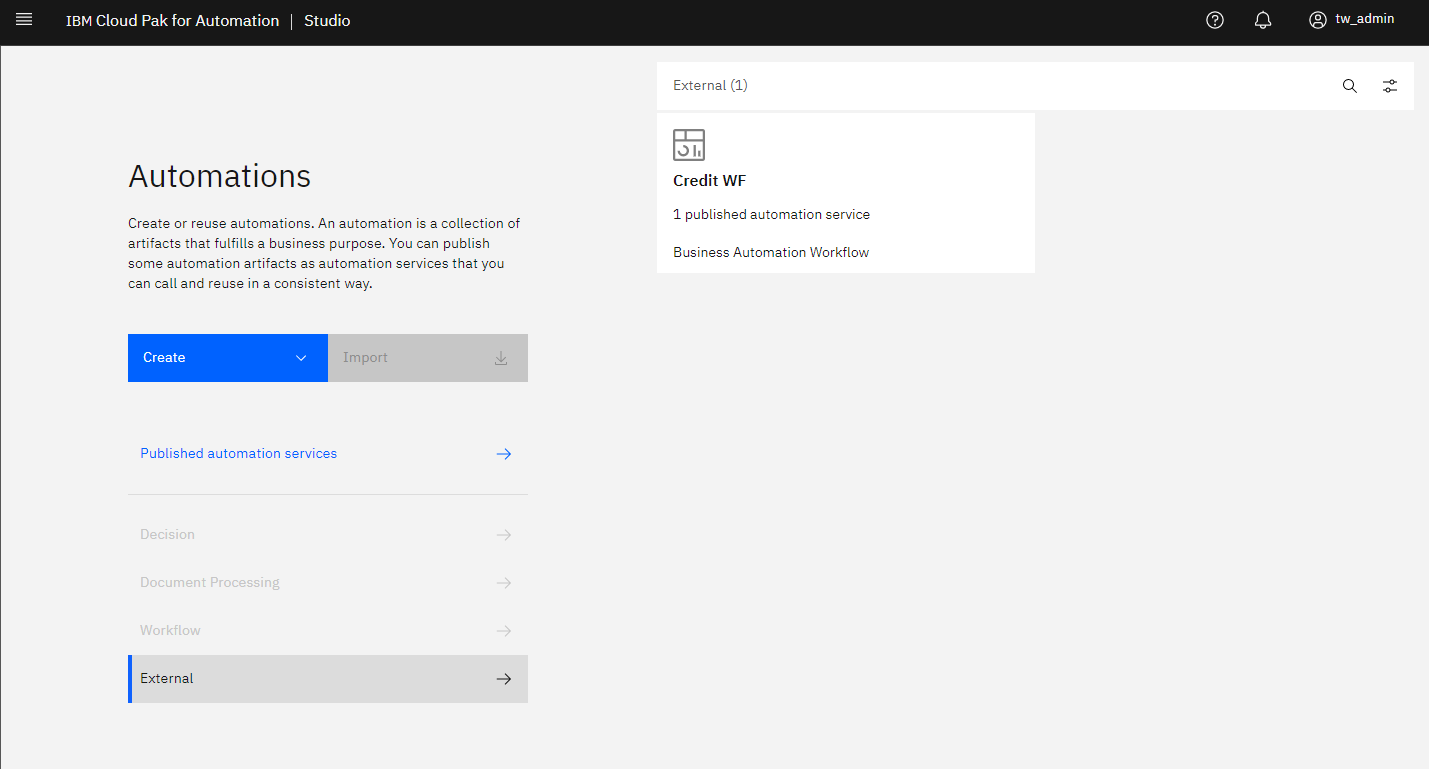 IBM Cloud Pak for Automation | Studio
tw_admin
Automations
Create or reuse automations. An automation is a collection of
artifacts that fulfills a business purpose. You can publish
some automation artifacts as automation services that you
can call and reuse in a consistent way.
Create
Import
Published automation services
Decision
Document Processing
Workflow
External
External (1)
Credit WF
1 published automation service
Business Automation Workflow